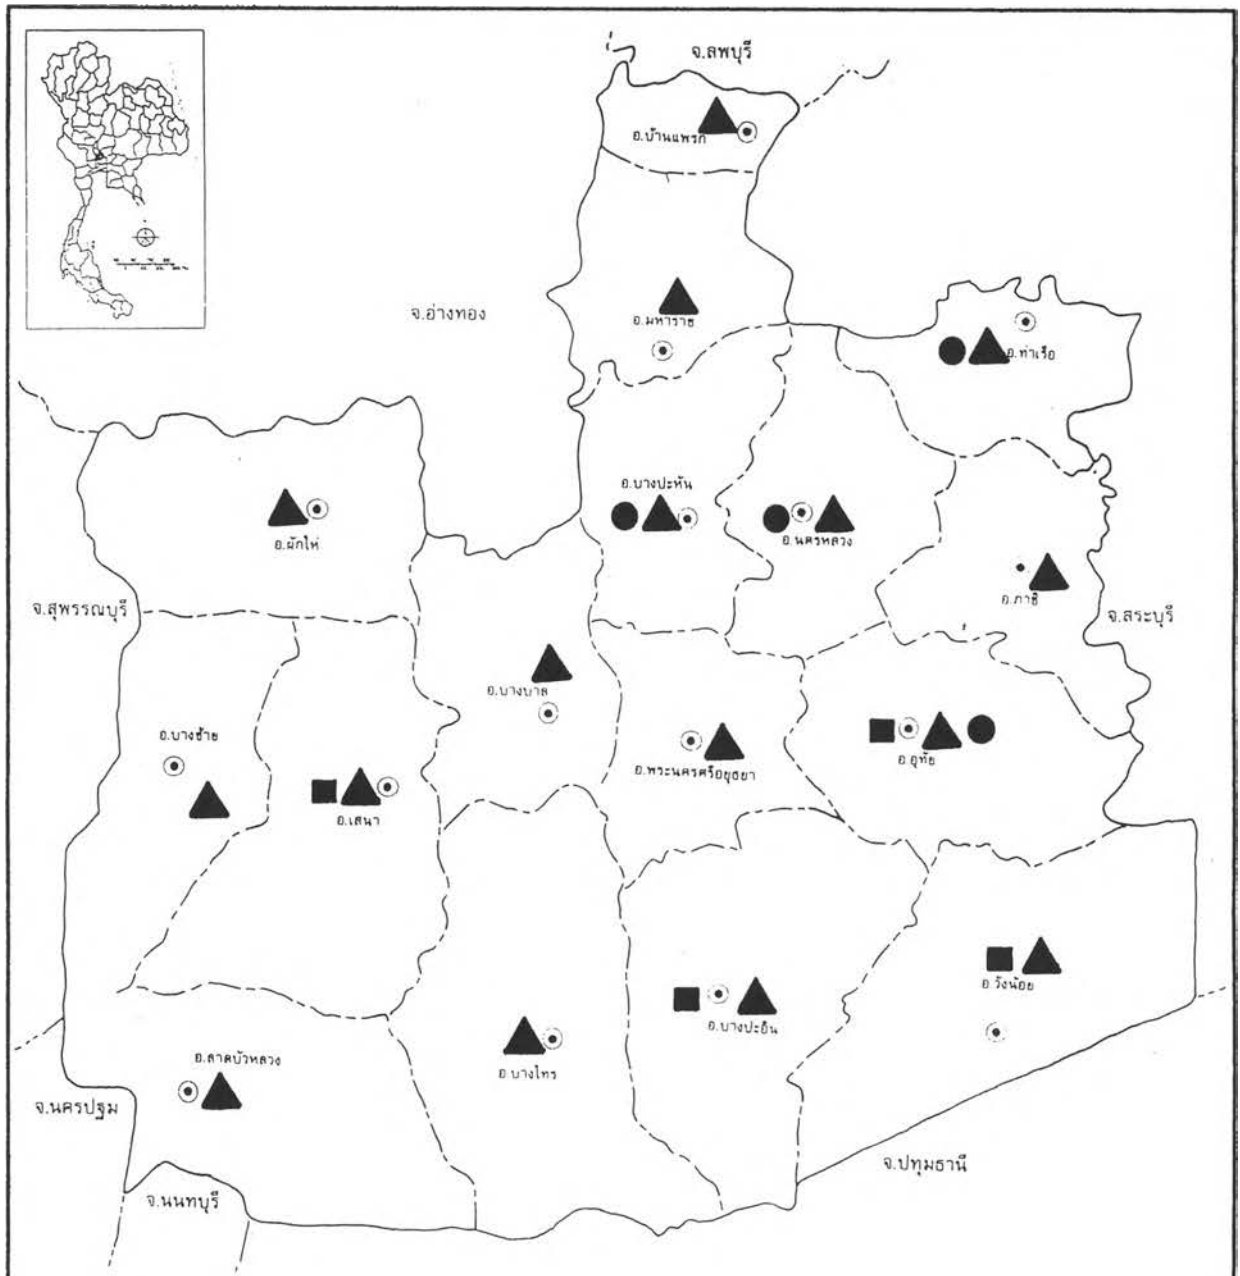 จ.ลพบุรี
อ.บ้านแพรก
จ.อ่างทอง
อ.มหาราช
อ.ท่าเรือ
อ.บางปะหัน
อ.นครหลวง
อ.ผักไห่
อ.ภาชี
จ.สุพรรณบุรี
จ.สระบุรี
อ.บางบาล
อ.บางซ้าย
อ.พระนครศรีอยุธยา
อ.อุทัย
อ.เสนา
อ.วังน้อย
อ.บางปะอิน
อ.ลาดบัวหลวง
อ.บางไทร
จ.นครปฐม
จ.ปทุมธานี
จ.นนทบุรี